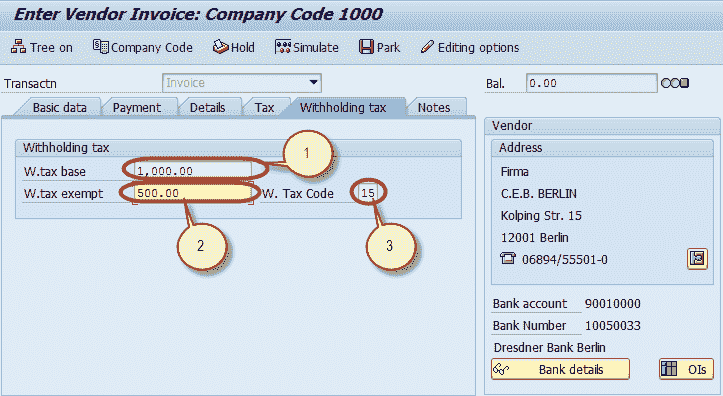 Enter Vendor Invoice: Company Code 1000
Tree on Company Code Hold Simulate Park Editing options
Transactn Invoice Bal. 0.00
Basic data Payment Details Tax Withholding tax Notes
Withholding tax
W.tax base 1,000.00
W.tax exempt 500.00 W. Tax Code 15
1
2
3
Vendor
Address
Firma
C.E.B. BERLIN
Kolping Str. 15
12001 Berlin
06894/55501-0
Bank account 90010000
Bank Number 10050033
Dresdner Bank Berlin
Bank details OIs